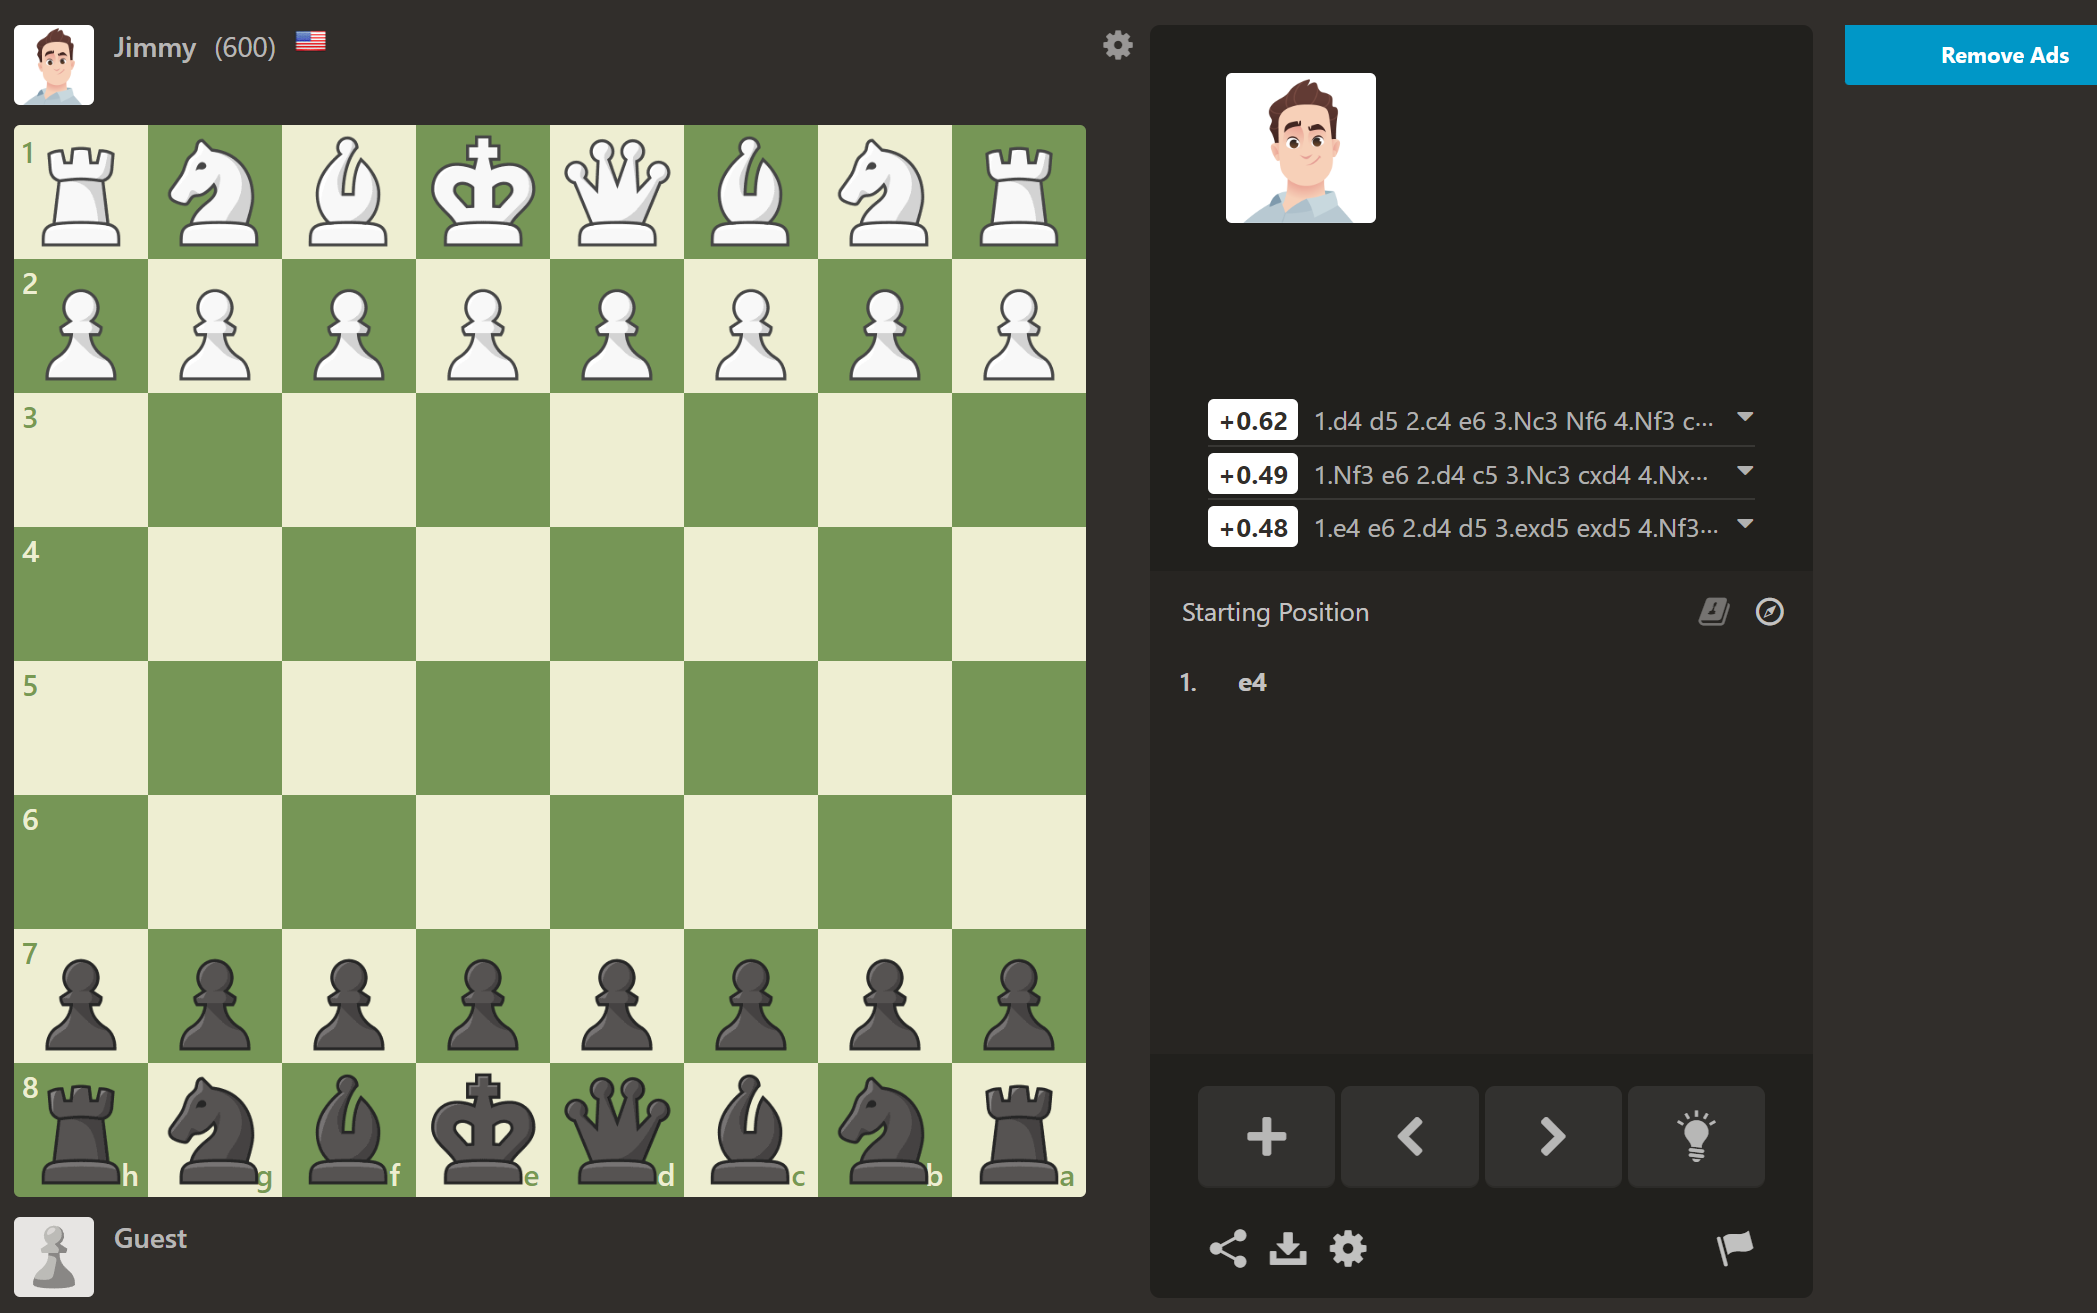 Jimmy (600)
Remove Ads
1
2
3
4
5
6
7
8
h g f e d c b a
Guest
+0.62 1.d4 d5 2.c4 e6 3.Nc3 Nf6 4.Nf3 c...
+0.49 1.Nf3 e6 2.d4 c5 3.Nc3 cxd4 4.Nx...
+0.48 1.e4 e6 2.d4 d5 3.exd5 exd5 4.Nf3...
Starting Position
1. e4